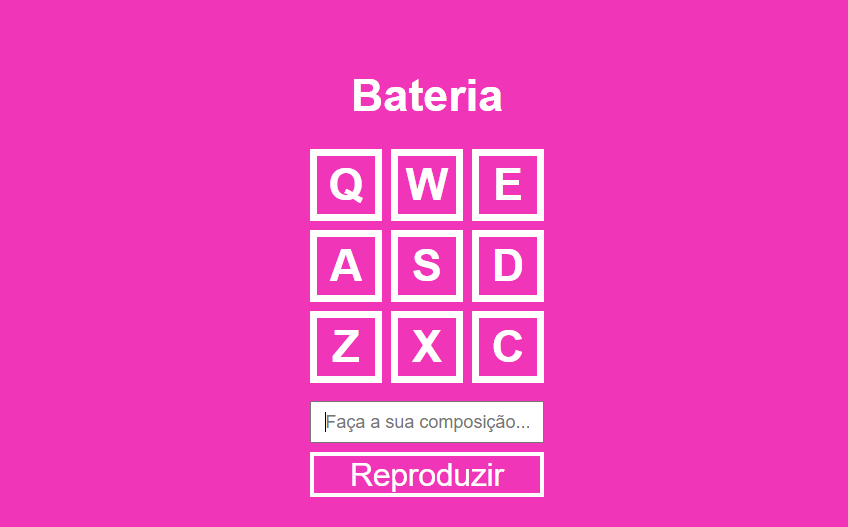 Bateria
Q W E
A S D
Z X C
Faça a sua composição...
Reproduzir